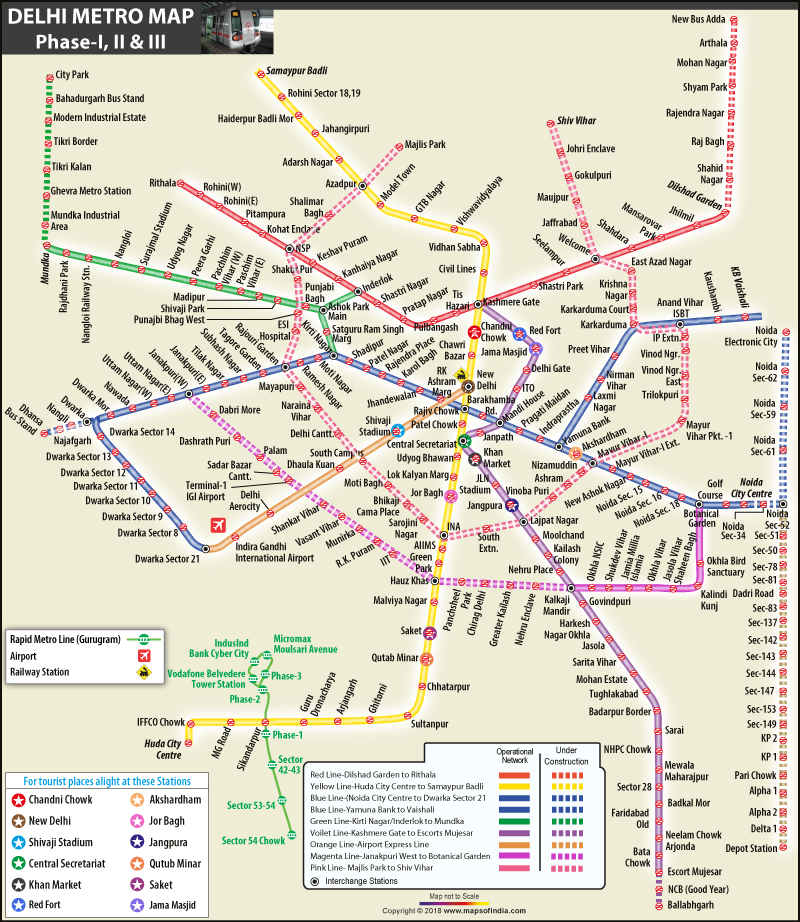 DELHI METRO MAP
Phase-I, II & III
City Park
Bahadurgarh Bus Stand
Modern Industrial Estate
Tikri Border
Tikri Kalan
Ghevra Metro Station
Mundka Industrial
Area
Mundka
Rajdhani Park
Nangloi Railway Stn.
Nangloi
Surajmal Stadium
Udyog Nagar
Peera Garhi
Paschim
Vihar (W)
Paschim
Vihar (E)
Madipur
Shivaji Park
Punajbi Bhag West
Punjabi
Bagh
Ashok Park
Main
Inderlok
Satguru Ram Singh
Marg
Kirti Nagar
Samaypur Badli
Rohini Sector 18,19
Haiderpur Badli Mor
Jahangirpuri
Adarsh Nagar
Azadpur
Model Town
GTB Nagar
Vishwavidyalaya
Vidhan Sabha
Civil Lines
Majlis Park
Shalimar
Bagh
Rithala
Rohini(W)
Rohini(E)
Pitampura
Kohat Enclave
NSP
Keshav Puram
Kanhaiya Nagar
Shastri Nagar
Pratap Nagar
Pulbangash
Tis
Hazari
Kashmere Gate
Shastri Park
Seelanpur
Welcome
Shahdara
Mansarovar
Park
Jhilmil
Dilshad Garden
Shahid
Nagar
Raj Bagh
Rajendra Nagar
Shyam Park
Mohan Nagar
Arthala
New Bus Adda
Shiv Vihar
Johri Enclave
Gokulpuri
Maujpur
Jaffrabad
East Azad Nagar
Krishna
Nagar
Karkarduma Court
Karkarduma
Anand Vihar
ISBT
Kaushambi
KB Vaishali
IP Extn.
Vinod Ngr.
Vinod Ngr.
East
Trilokpuri
Mayur
Vihar Pkt. -1
Preet Vihar
Nirman
Vihar
Laxmi
Nagar
Yamuna Bank
Akshardham
Mayur Vihar-I
Mayur Vihar-I Ext.
New Ashok Nagar
Noida Sec. 15
Noida Sec. 16
Noida Sec. 18
Botanical
Garden
Golf
Course
Noida
City Centre
Noida
Sec-34
Noida
Sec-52
Noida
Electronic City
Noida
Sec-62
Noida
Sec-59
Noida
Sec-61
Sec-51
Sec-50
Sec-78
Sec-81
Dadri Road
Sec-83
Sec-137
Sec-142
Sec-143
Sec-144
Sec-147
Sec-153
Sec-149
KP 2
KP 1
Pari Chowk
Alpha 1
Alpha 2
Delta 1
Depot Station
Shakurpur
ESI
Hospital
Rajouri Garden
Tagore Garden
Subhash Nagar
Tilak Nagar
Janakpuri(E)
Janakpuri(W)
Uttam Nagar(E)
Uttam Nagar(W)
Nawada
Dwarka Mor
Dwarka
Nangli
Dhansa
Bus Stand
Najafgarh
Dwarka Sector 14
Dwarka Sector 13
Dwarka Sector 12
Dwarka Sector 11
Dwarka Sector 10
Dwarka Sector 9
Dwarka Sector 8
Dwarka Sector 21
Moti Nagar
Ramesh Nagar
Mayapuri
Shadipur
Patel Nagar
Rajendra Place
Karol Bagh
Jhandewalan
RK
Ashram
Marg
Chandni
Chowk
Chawri
Bazar
New
Delhi
Barakhamba
Rd.
Rajiv Chowk
Patel Chowk
Central Secretariat
Udyog Bhawan
Lok Kalyan Marg
Jor Bagh
INA
AIIMS
Green
Park
Hauz Khas
Malviya Nagar
Saket
Qutab Minar
Chhatarpur
Sultanpur
Ghitorni
Arjangarh
Guru
Dronacharya
Sikandarpur
MG Road
IFFCO Chowk
Huda City
Centre
Red Fort
Jama Masjid
Delhi Gate
ITO
Mandi House
Pragati Maidan
Indraprastha
Janpath
Khan
Market
JLN
Stadium
Jangpura
Lajpat Nagar
Vinoba Puri
Nizamuddin
Ashram
South
Extn.
Moolchand
Kailash
Colony
Nehru Place
Kalkaji
Mandir
Govindpuri
Harkesh
Nagar Okhla
Jasola
Sarita Vihar
Mohan Estate
Tughlakabad
Badarpur Border
Sarai
NHPC Chowk
Mewala
Maharajpur
Sector 28
Badkal Mor
Faridabad
Old
Neelam Chowk
Arjonda
Bata
Chowk
Escort Mujesar
NCB (Good Year)
Ballabhgarh
Shivaji
Stadium
Dhaula Kuan
Delhi
Aerocity
Indira Gandhi
International Airport
Dabri More
Dashrath Puri
Palam
Sadar Bazar
Cantt.
Terminal-1
IGI Airport
Shankar Vihar
Vasant Vihar
Munirka
R.K. Puram
IIT
Panchsheel
Park
Chirag Delhi
Greater Kailash
Nehru Enclave
Okhla NSIC
Shukdev Vihar
Jamia Millia
Islamia
Okhla Vihar
Jasola Vihar
Shaheen Bagh
Okhla Bird
Sanctuary
Kalindi
Kunj
Naraina
Vihar
Delhi Cantt.
South Campus
Moti Bagh
Bhikaji
Cama Place
Sarojini
Nagar
Rapid Metro Line (Gurugram)
Airport
Railway Station
IndusInd
Bank Cyber City
Micromax
Moulsari Avenue
Vodafone Belvedere
Tower Station
Phase-3
Phase-2
Phase-1
Sector
42-43
Sector 53-54
Sector 54 Chowk
For tourist places alight at these Stations
Chandni Chowk
New Delhi
Shivaji Stadium
Central Secretariat
Khan Market
Red Fort
Akshardham
Jor Bagh
Jangpura
Qutub Minar
Saket
Jama Masjid
Operational
Network
Under
Construction
Red Line-Dilshad Garden to Rithala
Yellow Line-Huda City Centre to Samaypur Badli
Blue Line-(Noida City Centre to Dwarka Sector 21
Blue Line-Yamuna Bank to Vaishali
Green Line-Kirti Nagar/Inderlok to Mundka
Voilet Line-Kashmere Gate to Escorts Mujesar
Orange Line-Airport Express Line
Magenta Line-Janakpuri West to Botanical Garden
Pink Line- Majlis Park to Shiv Vihar
Interchange Stations
Map not to Scale
Copyright © 2018 www.mapsofindia.com